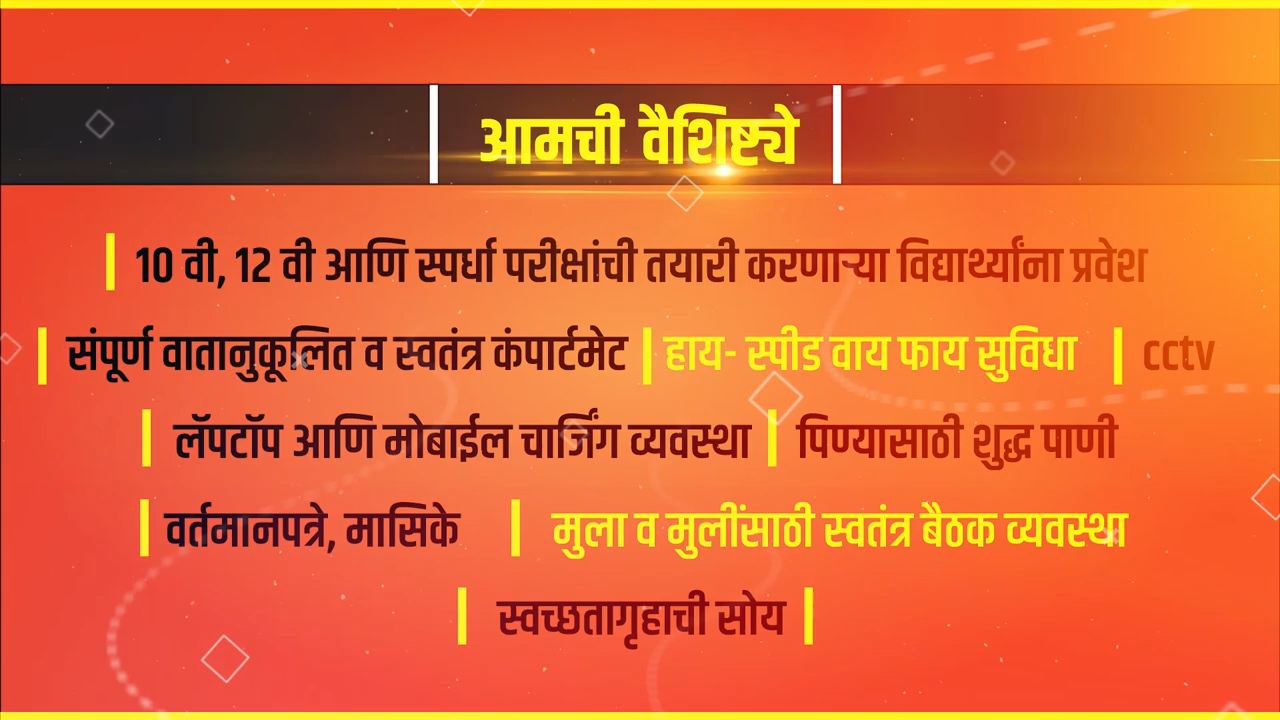 आमची वैशिष्ट्ये
10 वी, 12 वी आणि स्पर्धा परीक्षांची तयारी करणाऱ्या विद्यार्थ्यांना प्रवेश
संपूर्ण वातानुकूलित व स्वतंत्र कंपार्टमेट | हाय- स्पीड वाय फाय सुविधा | cctv
लॅपटॉप आणि मोबाईल चार्जिंग व्यवस्था | पिण्यासाठी शुद्ध पाणी
वर्तमानपत्रे, मासिके | मुला व मुलींसाठी स्वतंत्र बैठक व्यवस्था
स्वच्छतागृहाची सोय